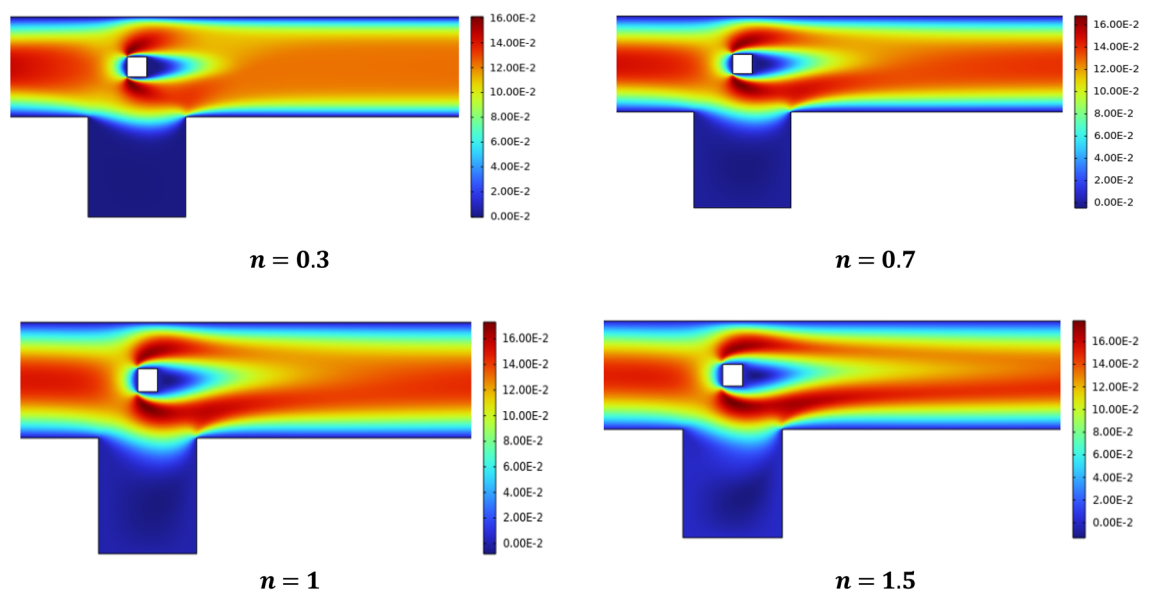 16.00E-2
14.00E-2
12.00E-2
10.00E-2
8.00E-2
6.00E-2
4.00E-2
2.00E-2
0.00E-2
n = 0.3
16.00E-2
14.00E-2
12.00E-2
10.00E-2
8.00E-2
6.00E-2
4.00E-2
2.00E-2
0.00E-2
n = 0.7
16.00E-2
14.00E-2
12.00E-2
10.00E-2
8.00E-2
6.00E-2
4.00E-2
2.00E-2
0.00E-2
n = 1
16.00E-2
14.00E-2
12.00E-2
10.00E-2
8.00E-2
6.00E-2
4.00E-2
2.00E-2
0.00E-2
n = 1.5